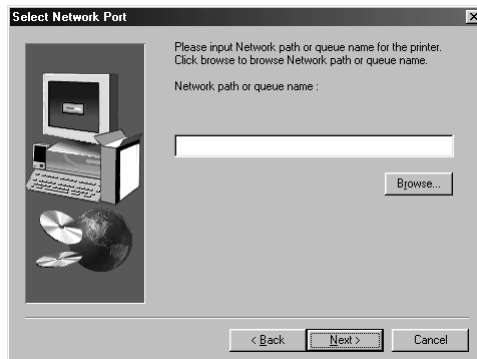 Select Network Port
Please input Network path or queue name for the printer.
Click browse to browse Network path or queue name.
Network path or queue name :
Browse...
< Back
Next >
Cancel